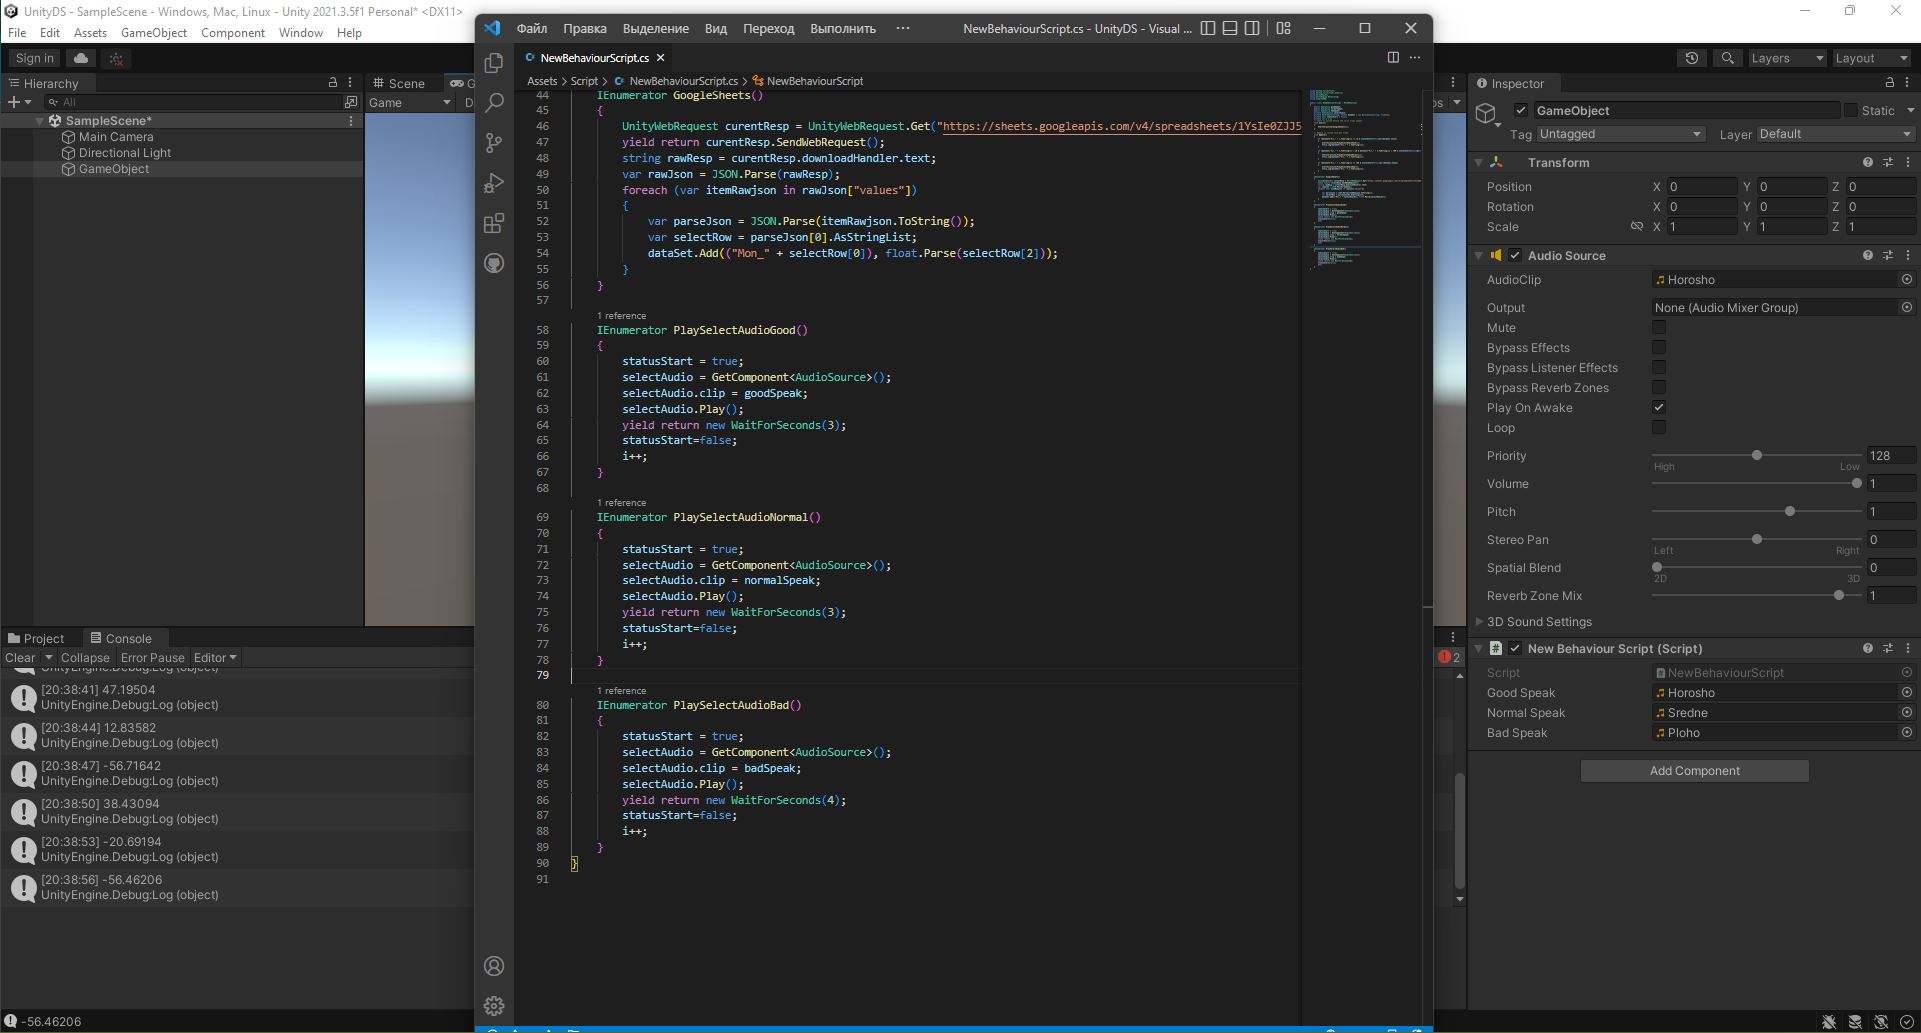 UnityDS - SampleScene - Windows, Mac, Linux - Unity 2021.3.5f1 Personal* <DX11>
File Edit Assets GameObject Component Window Help
Sign in
Layers
Layout
Hierarchy
All
SampleScene*
Main Camera
Directional Light
GameObject
Scene
Game
Project
Console
Clear
Collapse
Error Pause
Editor
UnityEngine.Debug:Log (object)
[20:38:41] 47.19504
UnityEngine.Debug:Log (object)
[20:38:44] 12.83582
UnityEngine.Debug:Log (object)
[20:38:47] -56.71642
UnityEngine.Debug:Log (object)
[20:38:50] 38.43094
UnityEngine.Debug:Log (object)
[20:38:53] -20.69194
UnityEngine.Debug:Log (object)
[20:38:56] -56.46206
UnityEngine.Debug:Log (object)
-56.46206
Файл Правка Выделение Вид Переход Выполнить ···
NewBehaviourScript.cs - UnityDS - Visual ...
NewBehaviourScript.cs
Assets > Script > NewBehaviourScript.cs > NewBehaviourScript
44 IEnumerator GoogleSheets()
45 {
46 UnityWebRequest curentResp = UnityWebRequest.Get("https://sheets.googleapis.com/v4/spreadsheets/1YsIe0ZJJ5
47 yield return curentResp.SendWebRequest();
48 string rawResp = curentResp.downloadHandler.text;
49 var rawJson = JSON.Parse(rawResp);
50 foreach (var itemRawjson in rawJson["values"])
51 {
52 var parseJson = JSON.Parse(itemRawjson.ToString());
53 var selectRow = parseJson[0].AsStringList;
54 dataSet.Add(("Mon_" + selectRow[0]), float.Parse(selectRow[2]));
55 }
56 }
57
1 reference
58 IEnumerator PlaySelectAudioGood()
59 {
60 statusStart = true;
61 selectAudio = GetComponent<AudioSource>();
62 selectAudio.clip = goodSpeak;
63 selectAudio.Play();
64 yield return new WaitForSeconds(3);
65 statusStart=false;
66 i++;
67 }
68
1 reference
69 IEnumerator PlaySelectAudioNormal()
70 {
71 statusStart = true;
72 selectAudio = GetComponent<AudioSource>();
73 selectAudio.clip = normalSpeak;
74 selectAudio.Play();
75 yield return new WaitForSeconds(3);
76 statusStart=false;
77 i++;
78 }
79
1 reference
80 IEnumerator PlaySelectAudioBad()
81 {
82 statusStart = true;
83 selectAudio = GetComponent<AudioSource>();
84 selectAudio.clip = badSpeak;
85 selectAudio.Play();
86 yield return new WaitForSeconds(4);
87 statusStart=false;
88 i++;
89 }
90 }
91
2
Inspector
GameObject
Static
Tag Untagged
Layer Default
Transform
Position X 0 Y 0 Z 0
Rotation X 0 Y 0 Z 0
Scale X 1 Y 1 Z 1
Audio Source
AudioClip Horosho
Output None (Audio Mixer Group)
Mute
Bypass Effects
Bypass Listener Effects
Bypass Reverb Zones
Play On Awake
Loop
Priority 128
High Low
Volume 1
Pitch 1
Stereo Pan 0
Left Right
Spatial Blend 0
2D 3D
Reverb Zone Mix 1
3D Sound Settings
New Behaviour Script (Script)
Script NewBehaviourScript
Good Speak Horosho
Normal Speak Sredne
Bad Speak Ploho
Add Component